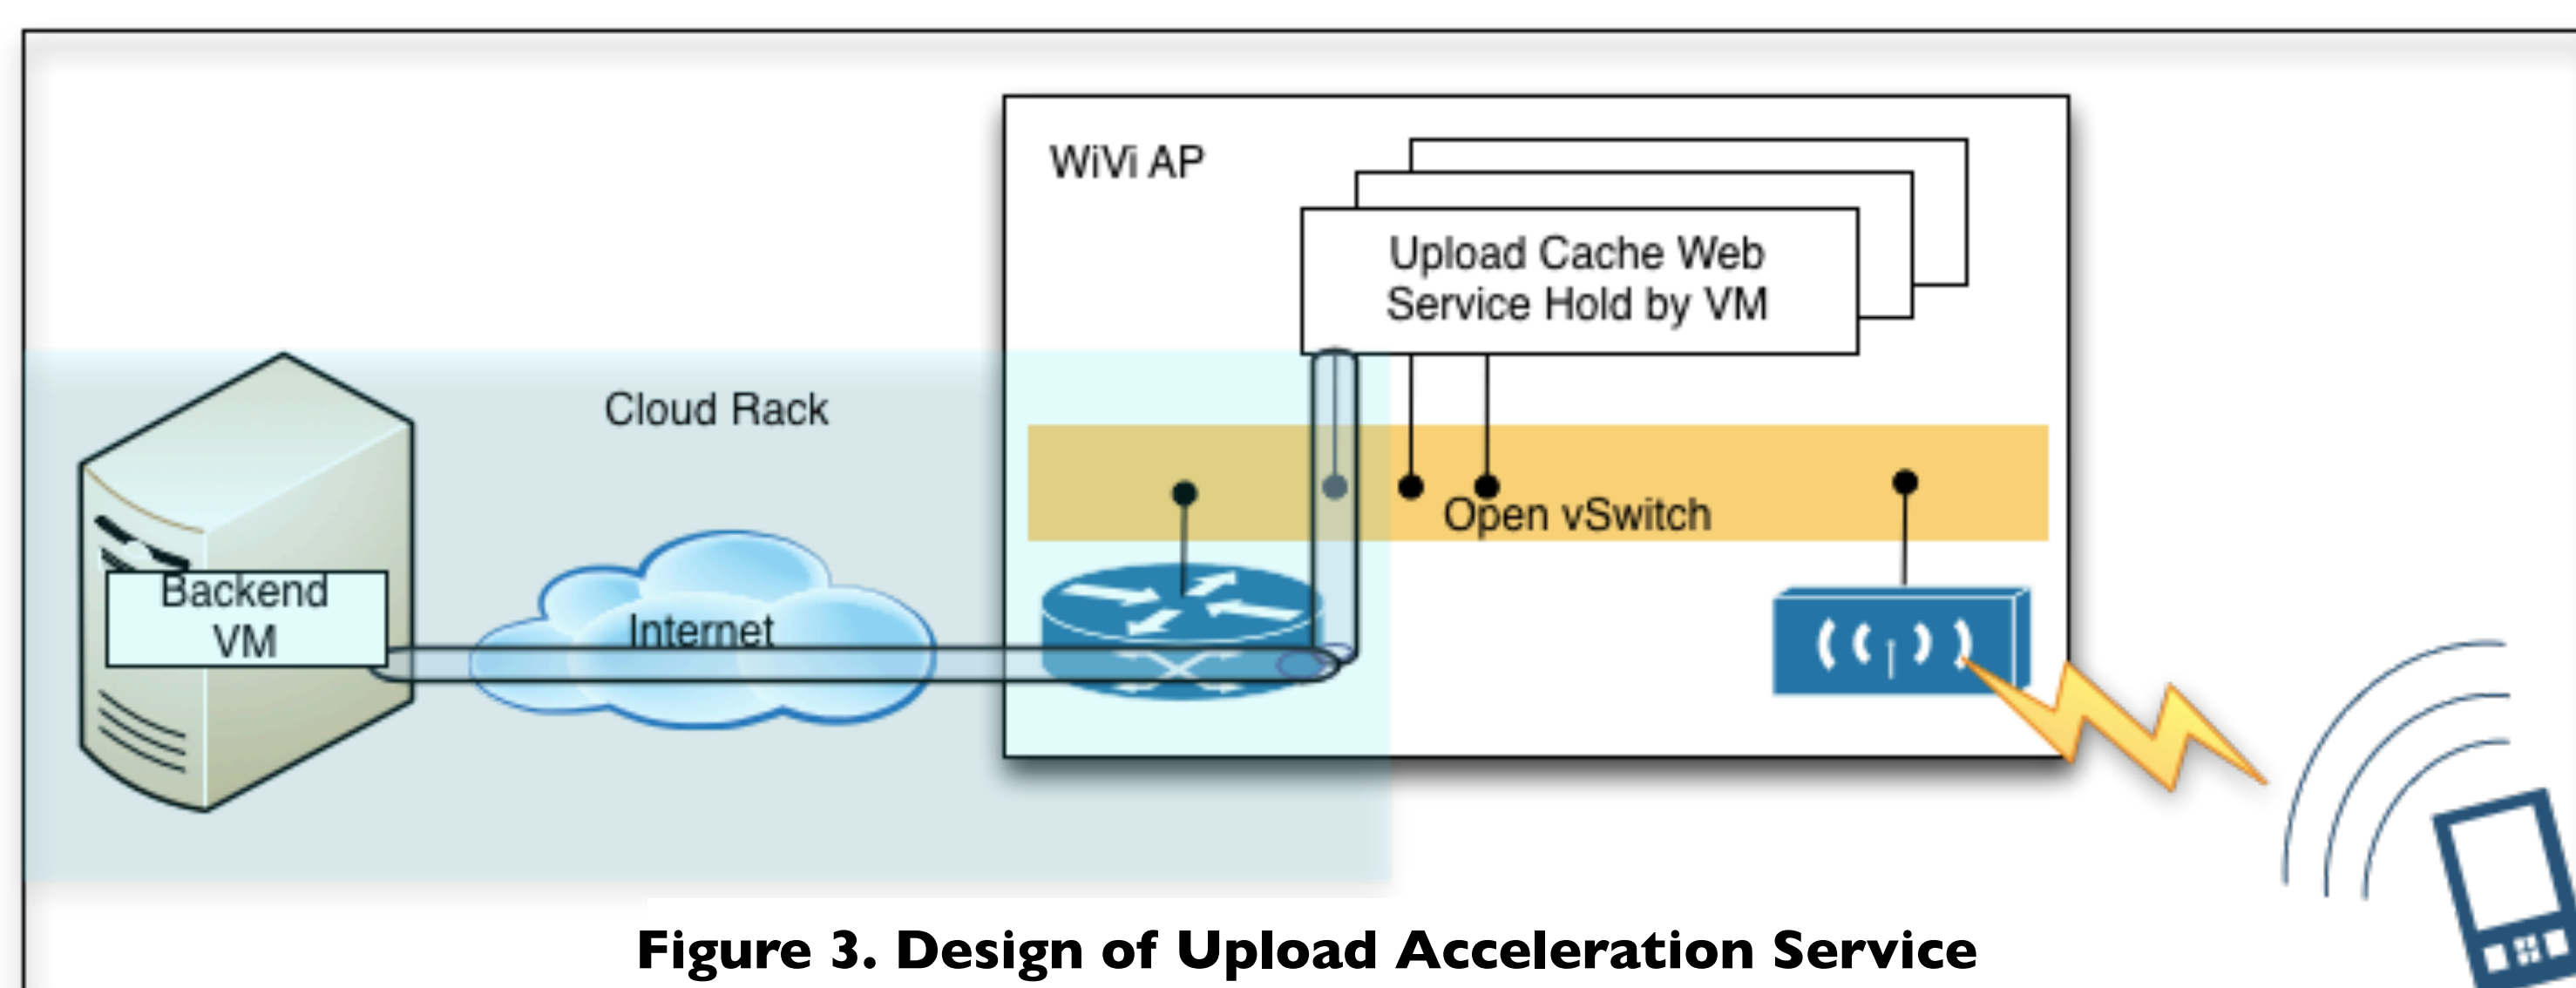 WiVi AP
Upload Cache Web
Service Hold by VM
Cloud Rack
Open vSwitch
Backend
VM
Internet
Figure 3. Design of Upload Acceleration Service